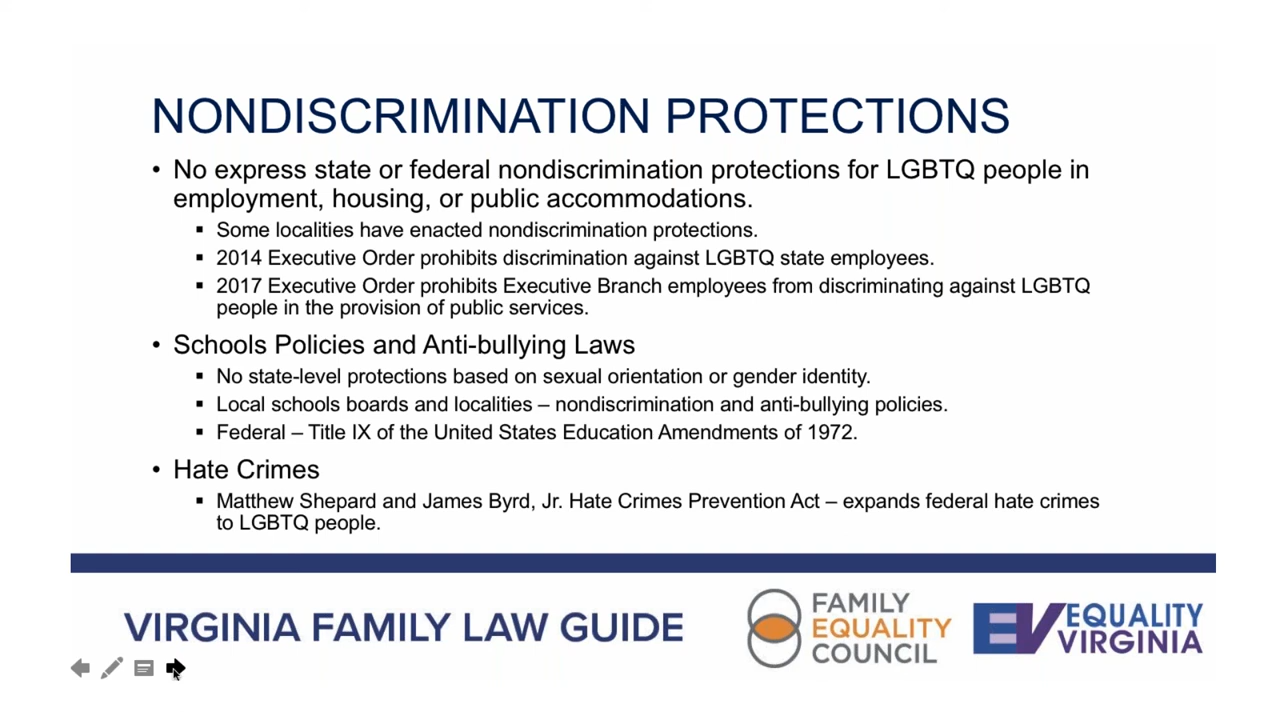 NONDISCRIMINATION PROTECTIONS
• No express state or federal nondiscrimination protections for LGBTQ people in
employment, housing, or public accommodations.
▪ Some localities have enacted nondiscrimination protections.
▪ 2014 Executive Order prohibits discrimination against LGBTQ state employees.
▪ 2017 Executive Order prohibits Executive Branch employees from discriminating against LGBTQ
people in the provision of public services.
• Schools Policies and Anti-bullying Laws
▪ No state-level protections based on sexual orientation or gender identity.
▪ Local schools boards and localities – nondiscrimination and anti-bullying policies.
▪ Federal – Title IX of the United States Education Amendments of 1972.
• Hate Crimes
▪ Matthew Shepard and James Byrd, Jr. Hate Crimes Prevention Act – expands federal hate crimes
to LGBTQ people.
VIRGINIA FAMILY LAW GUIDE
FAMILY
EQUALITY
COUNCIL
EV
EQUALITY
VIRGINIA